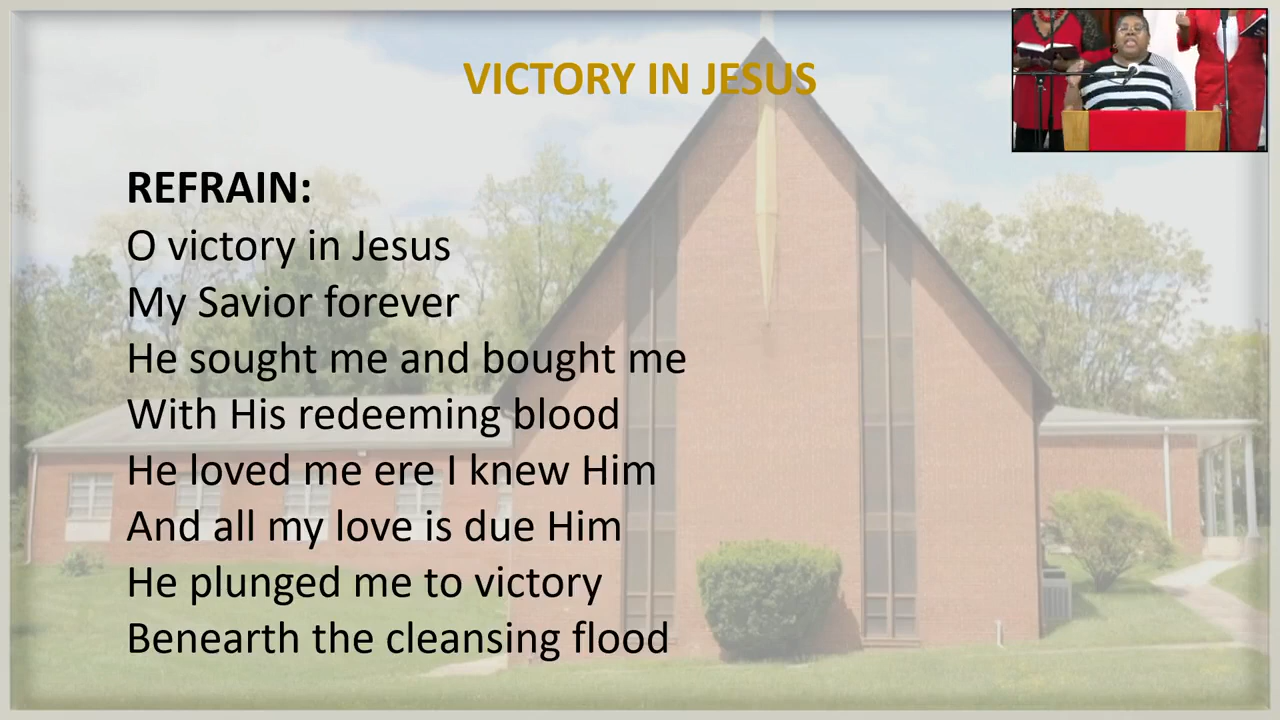 VICTORY IN JESUS
REFRAIN:
O victory in Jesus
My Savior forever
He sought me and bought me
With His redeeming blood
He loved me ere I knew Him
And all my love is due Him
He plunged me to victory
Benearth the cleansing flood